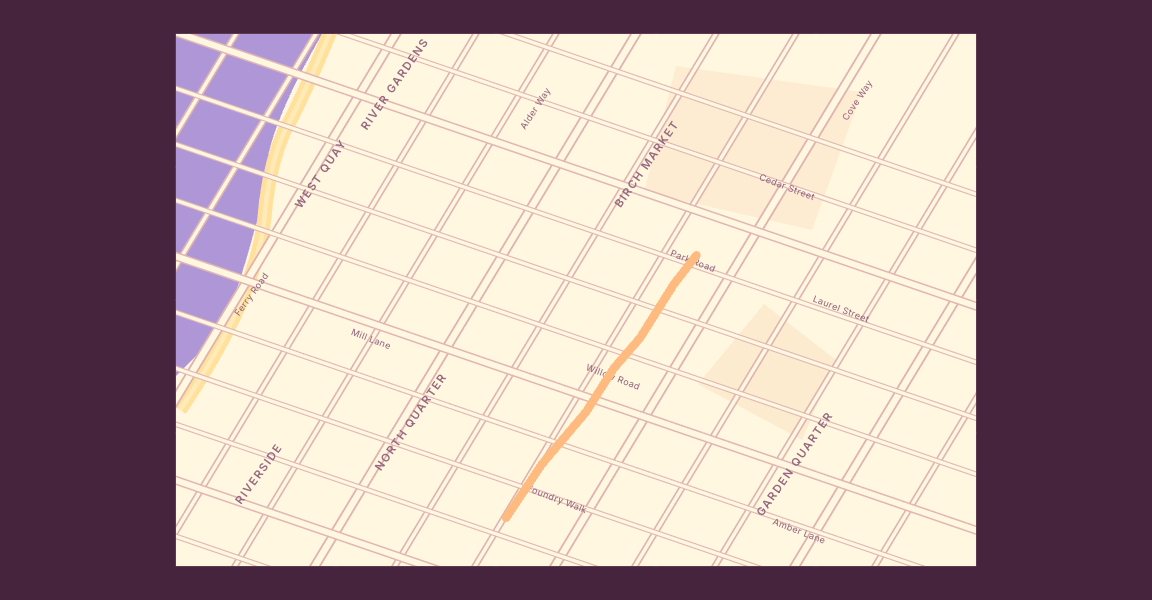 RIVER GARDENS
Alder Way
Cove Way
BIRCH MARKET
WEST QUAY
Cedar Street
Park Road
Ferry Road
Laurel Street
Mill Lane
Willow Road
NORTH QUARTER
GARDEN QUARTER
RIVERSIDE
Foundry Walk
Amber Lane